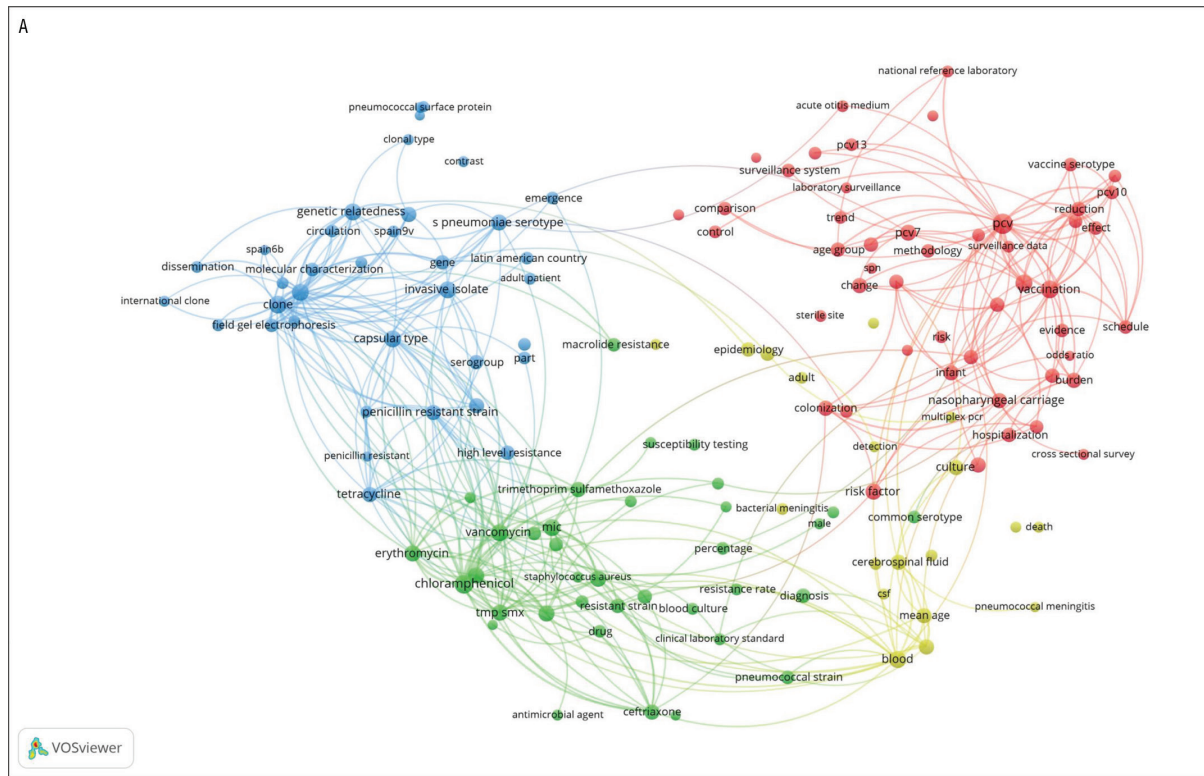 A
national reference laboratory
pneumococcal surface protein
acute otitis medium
clonal type
pcv13
contrast
surveillance system
vaccine serotype
laboratory surveillance
pcv10
emergence
genetic relatedness
comparison
reduction
s pneumoniae serotype
trend
pcv
circulation
spain9v
control
pcv7
effect
surveillance data
spain6b
age group
methodology
latin american country
dissemination
gene
molecular characterization
spn
adult patient
change
invasive isolate
vaccination
international clone
clone
sterile site
field gel electrophoresis
evidence
schedule
capsular type
risk
macrolide resistance
epidemiology
part
odds ratio
serogroup
infant
adult
burden
nasopharyngeal carriage
penicillin resistant strain
colonization
multiplex pcr
hospitalization
susceptibility testing
detection
penicillin resistant
high level resistance
cross sectional survey
culture
trimethoprim sulfamethoxazole
tetracycline
risk factor
bacterial meningitis
common serotype
vancomycin
mic
male
death
erythromycin
percentage
cerebrospinal fluid
staphylococcus aureus
chloramphenicol
resistance rate
diagnosis
csf
resistant strain
blood culture
pneumococcal meningitis
tmp smx
mean age
drug
clinical laboratory standard
blood
pneumococcal strain
antimicrobial agent
ceftriaxone
VOSviewer